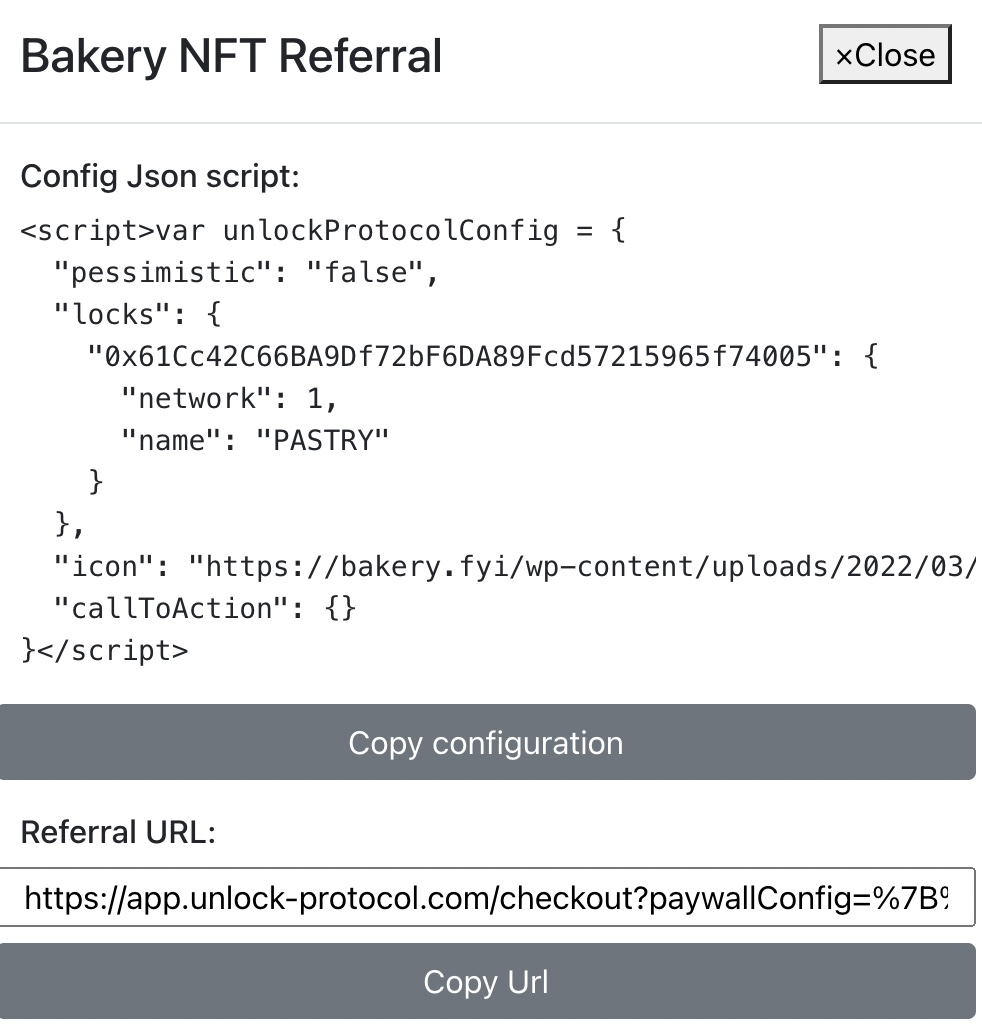 Bakery NFT Referral
×Close
Config Json script:
<script>var unlockProtocolConfig = {
  "pessimistic": "false",
  "locks": {
    "0x61Cc42C66BA9Df72bF6DA89Fcd57215965f74005": {
      "network": 1,
      "name": "PASTRY"
    }
  },
  "icon": "https://bakery.fyi/wp-content/uploads/2022/03/
  "callToAction": {}
}</script>
Copy configuration
Referral URL:
https://app.unlock-protocol.com/checkout?paywallConfig=%7B%
Copy Url